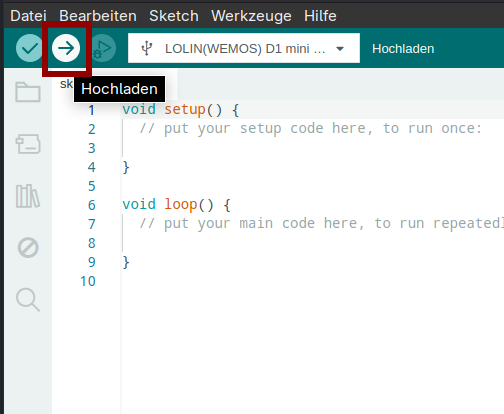 Datei Bearbeiten Sketch Werkzeuge Hilfe
LOLIN(WEMOS) D1 mini ... Hochladen
sk
Hochladen
1 void setup() {
2 // put your setup code here, to run once:
3
4 }
5
6 void loop() {
7 // put your main code here, to run repeatedl
8
9 }
10